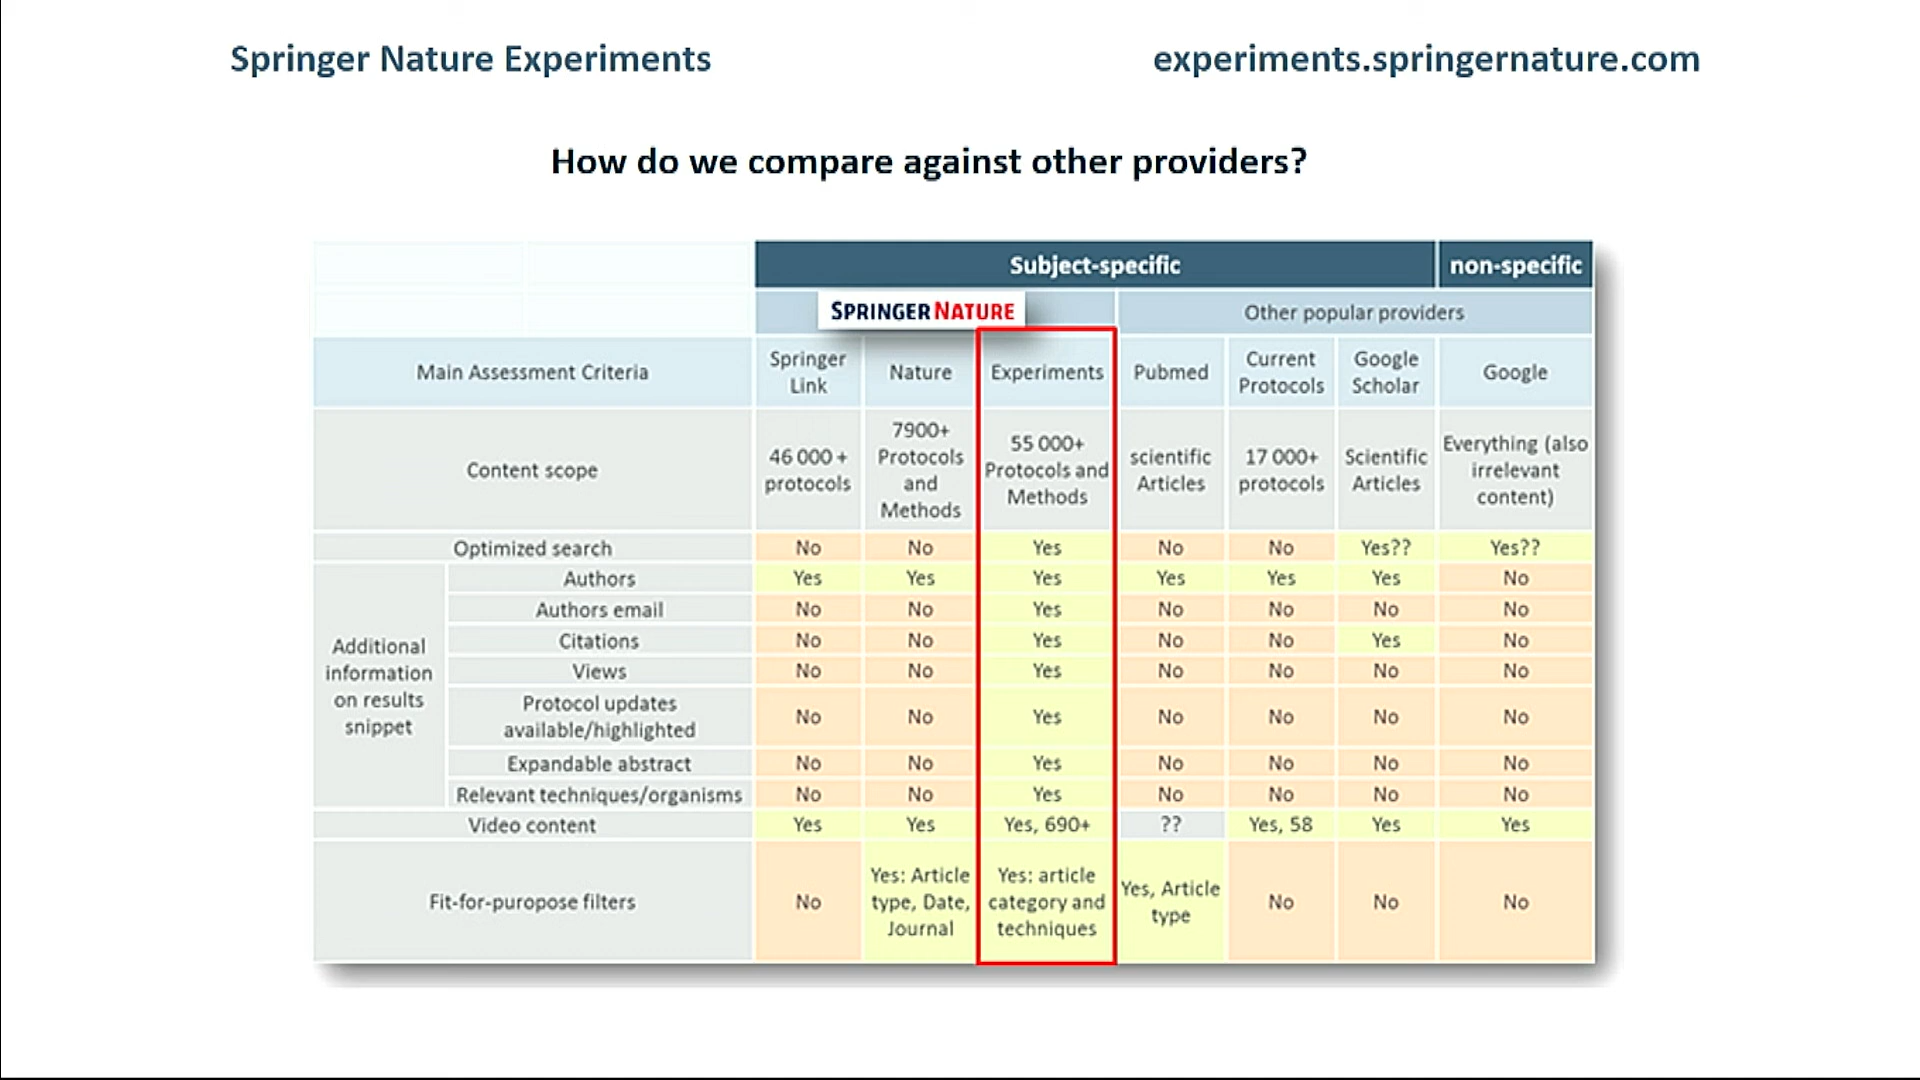 Springer Nature Experiments
experiments.springernature.com
How do we compare against other providers?
Subject-specific
non-specific
SPRINGER NATURE
Other popular providers
Main Assessment Criteria
Springer
Link
Nature
Experiments
Pubmed
Current
Protocols
Google
Scholar
Google
Content scope
46 000 +
protocols
7900+
Protocols
and
Methods
55 000+
Protocols and
Methods
scientific
Articles
17 000+
protocols
Scientific
Articles
Everything (also
irrelevant
content)
Optimized search No No Yes No No Yes?? Yes??
Additional
information
on results
snippet
Authors Yes Yes Yes Yes Yes Yes No
Authors email No No Yes No No No No
Citations No No Yes No No Yes No
Views No No Yes No No No No
Protocol updates
available/highlighted
No No Yes No No No No
Expandable abstract No No Yes No No No No
Relevant techniques/organisms No No Yes No No No No
Video content Yes Yes Yes, 690+ ?? Yes, 58 Yes Yes
Fit-for-puropose filters
No
Yes: Article
type, Date,
Journal
Yes: article
category and
techniques
Yes, Article
type
No
No
No